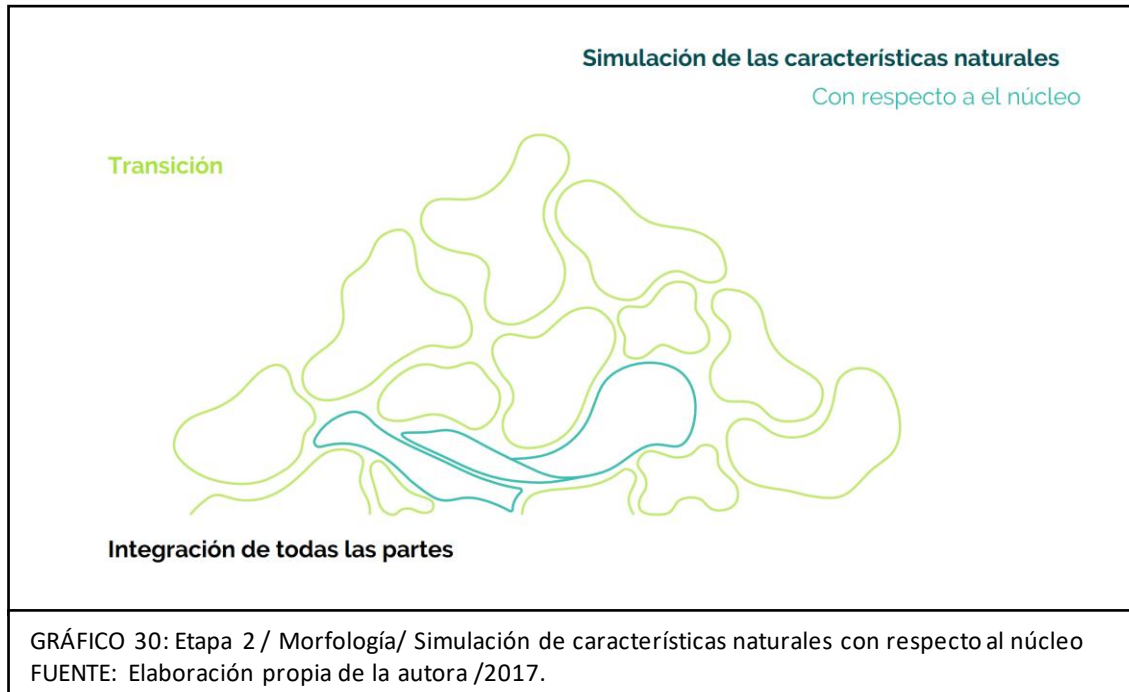 Simulación de las características naturales
Con respecto a el núcleo
Transición
Integración de todas las partes
GRÁFICO 30: Etapa 2 / Morfología/ Simulación de características naturales con respecto al núcleo
FUENTE: Elaboración propia de la autora /2017.